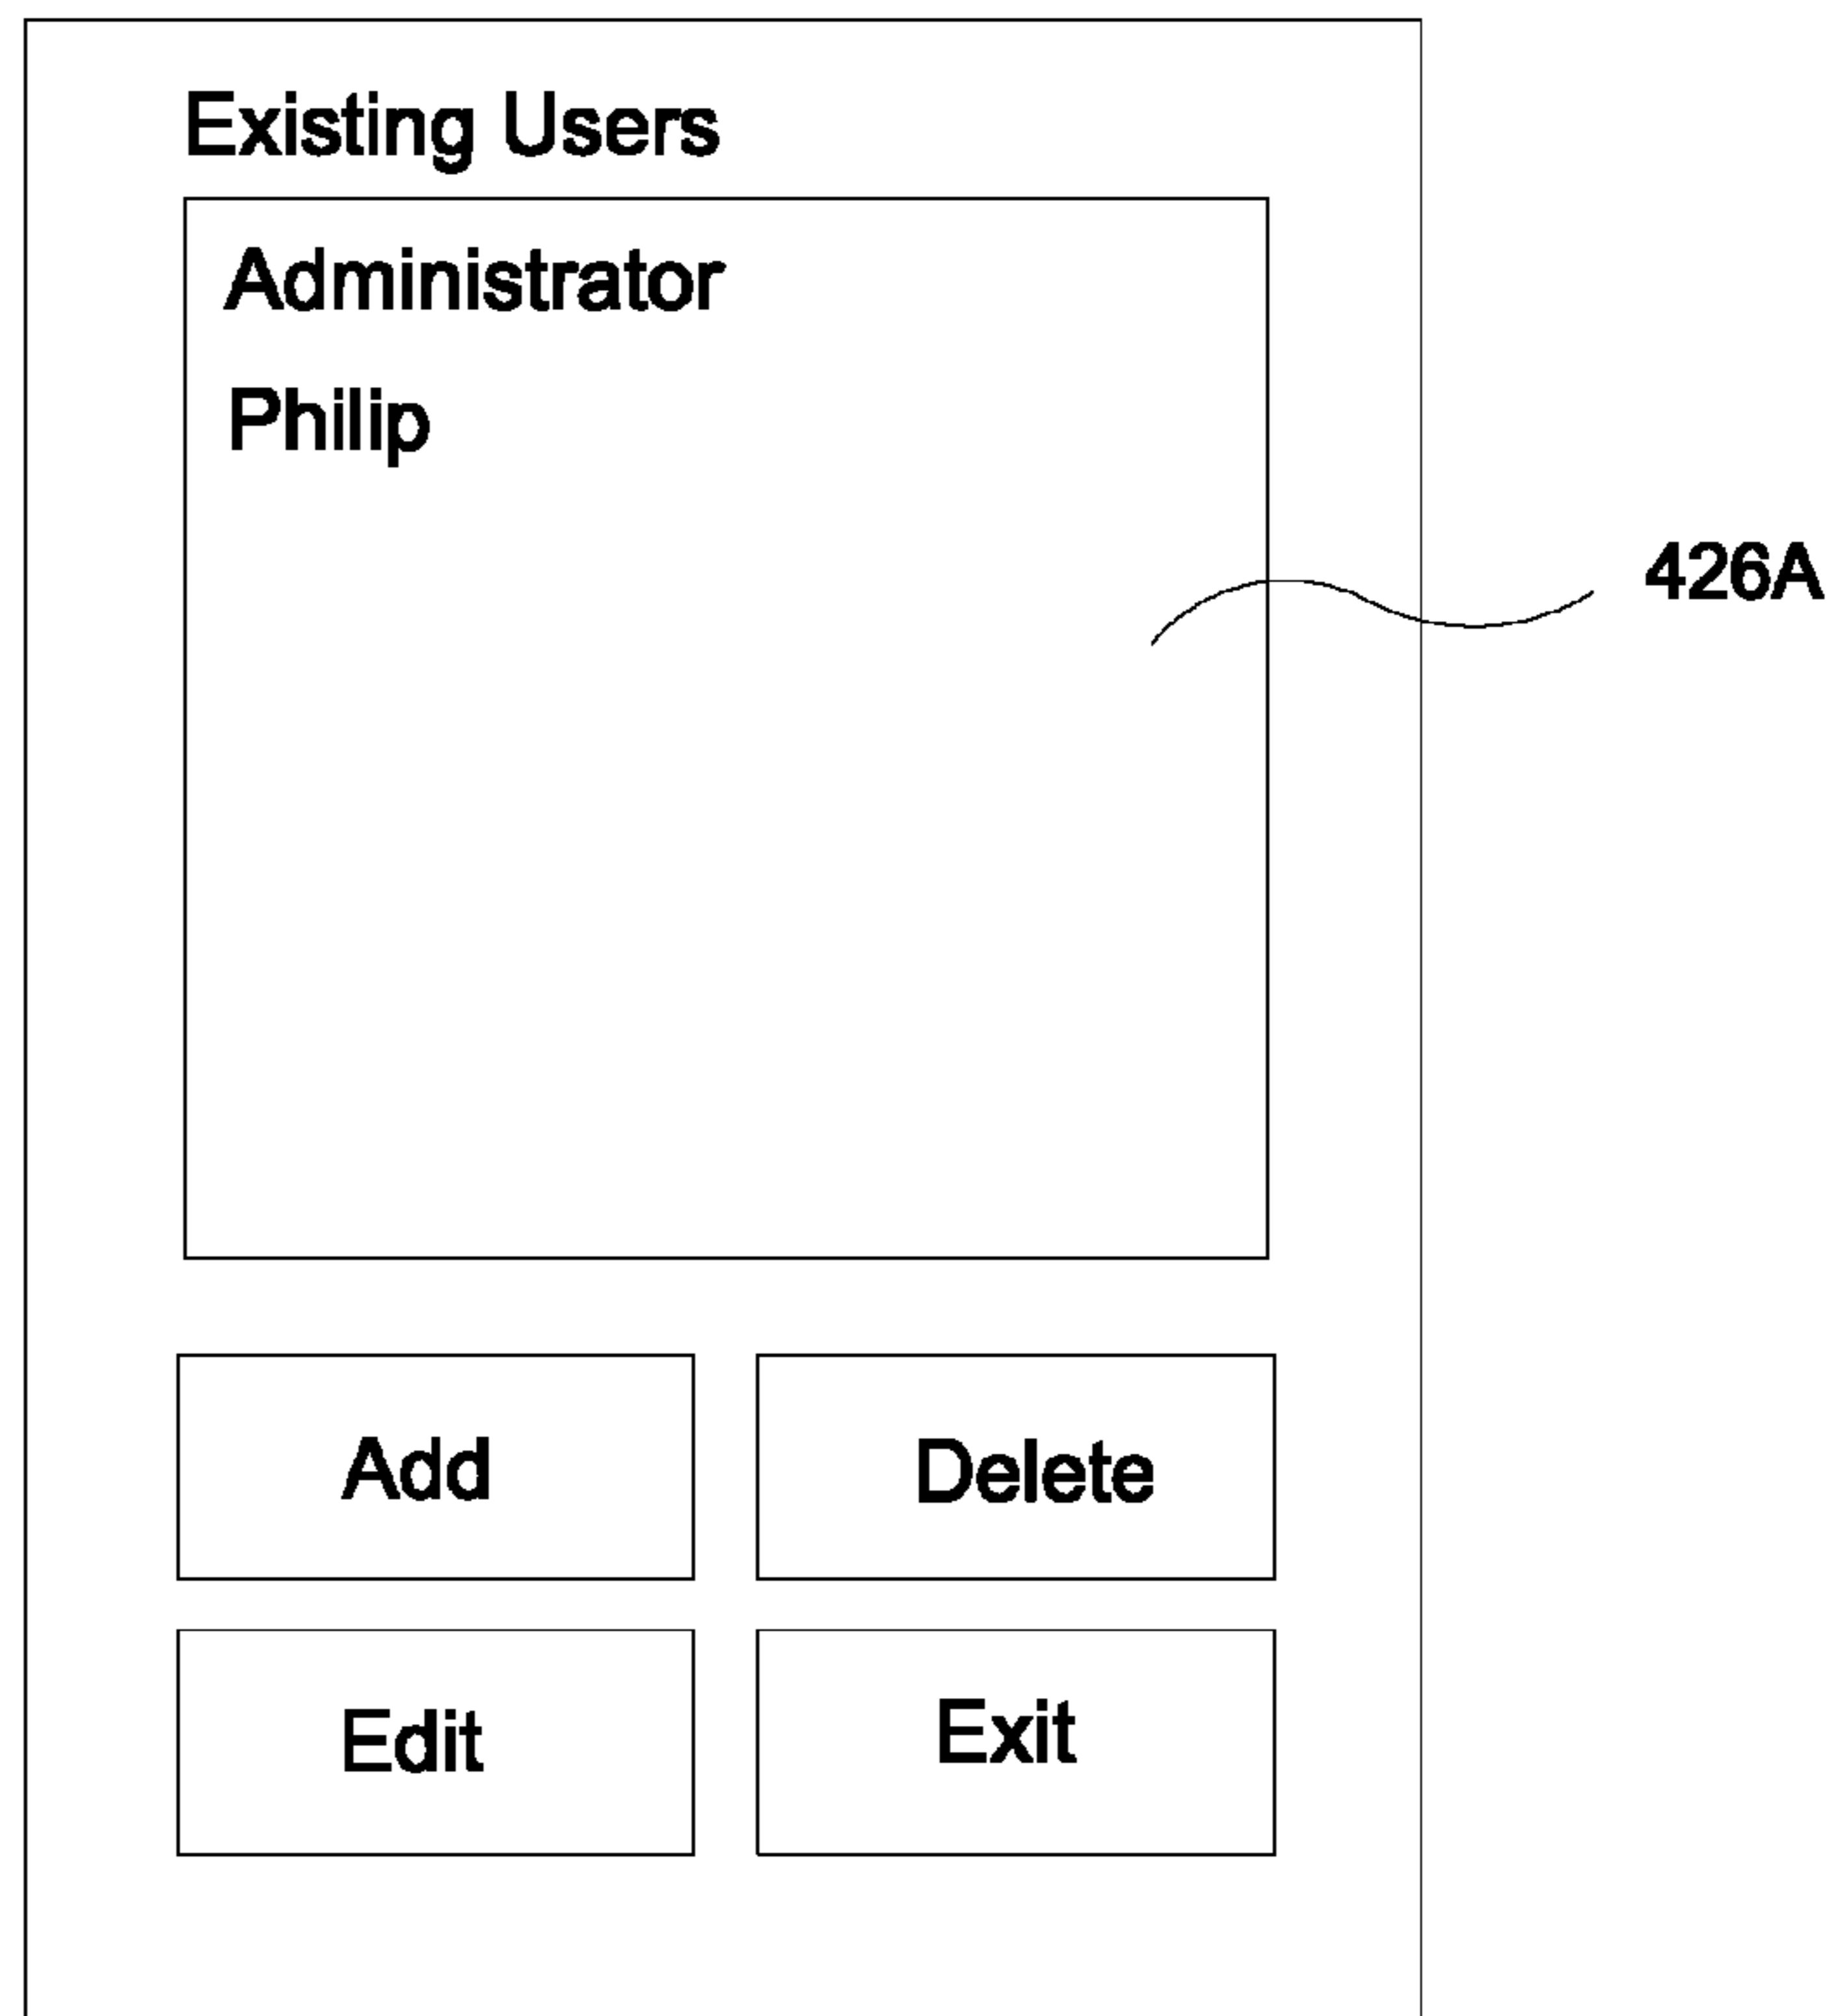 Existing Users
Administrator
Philip
426A
Add
Delete
Edit
Exit